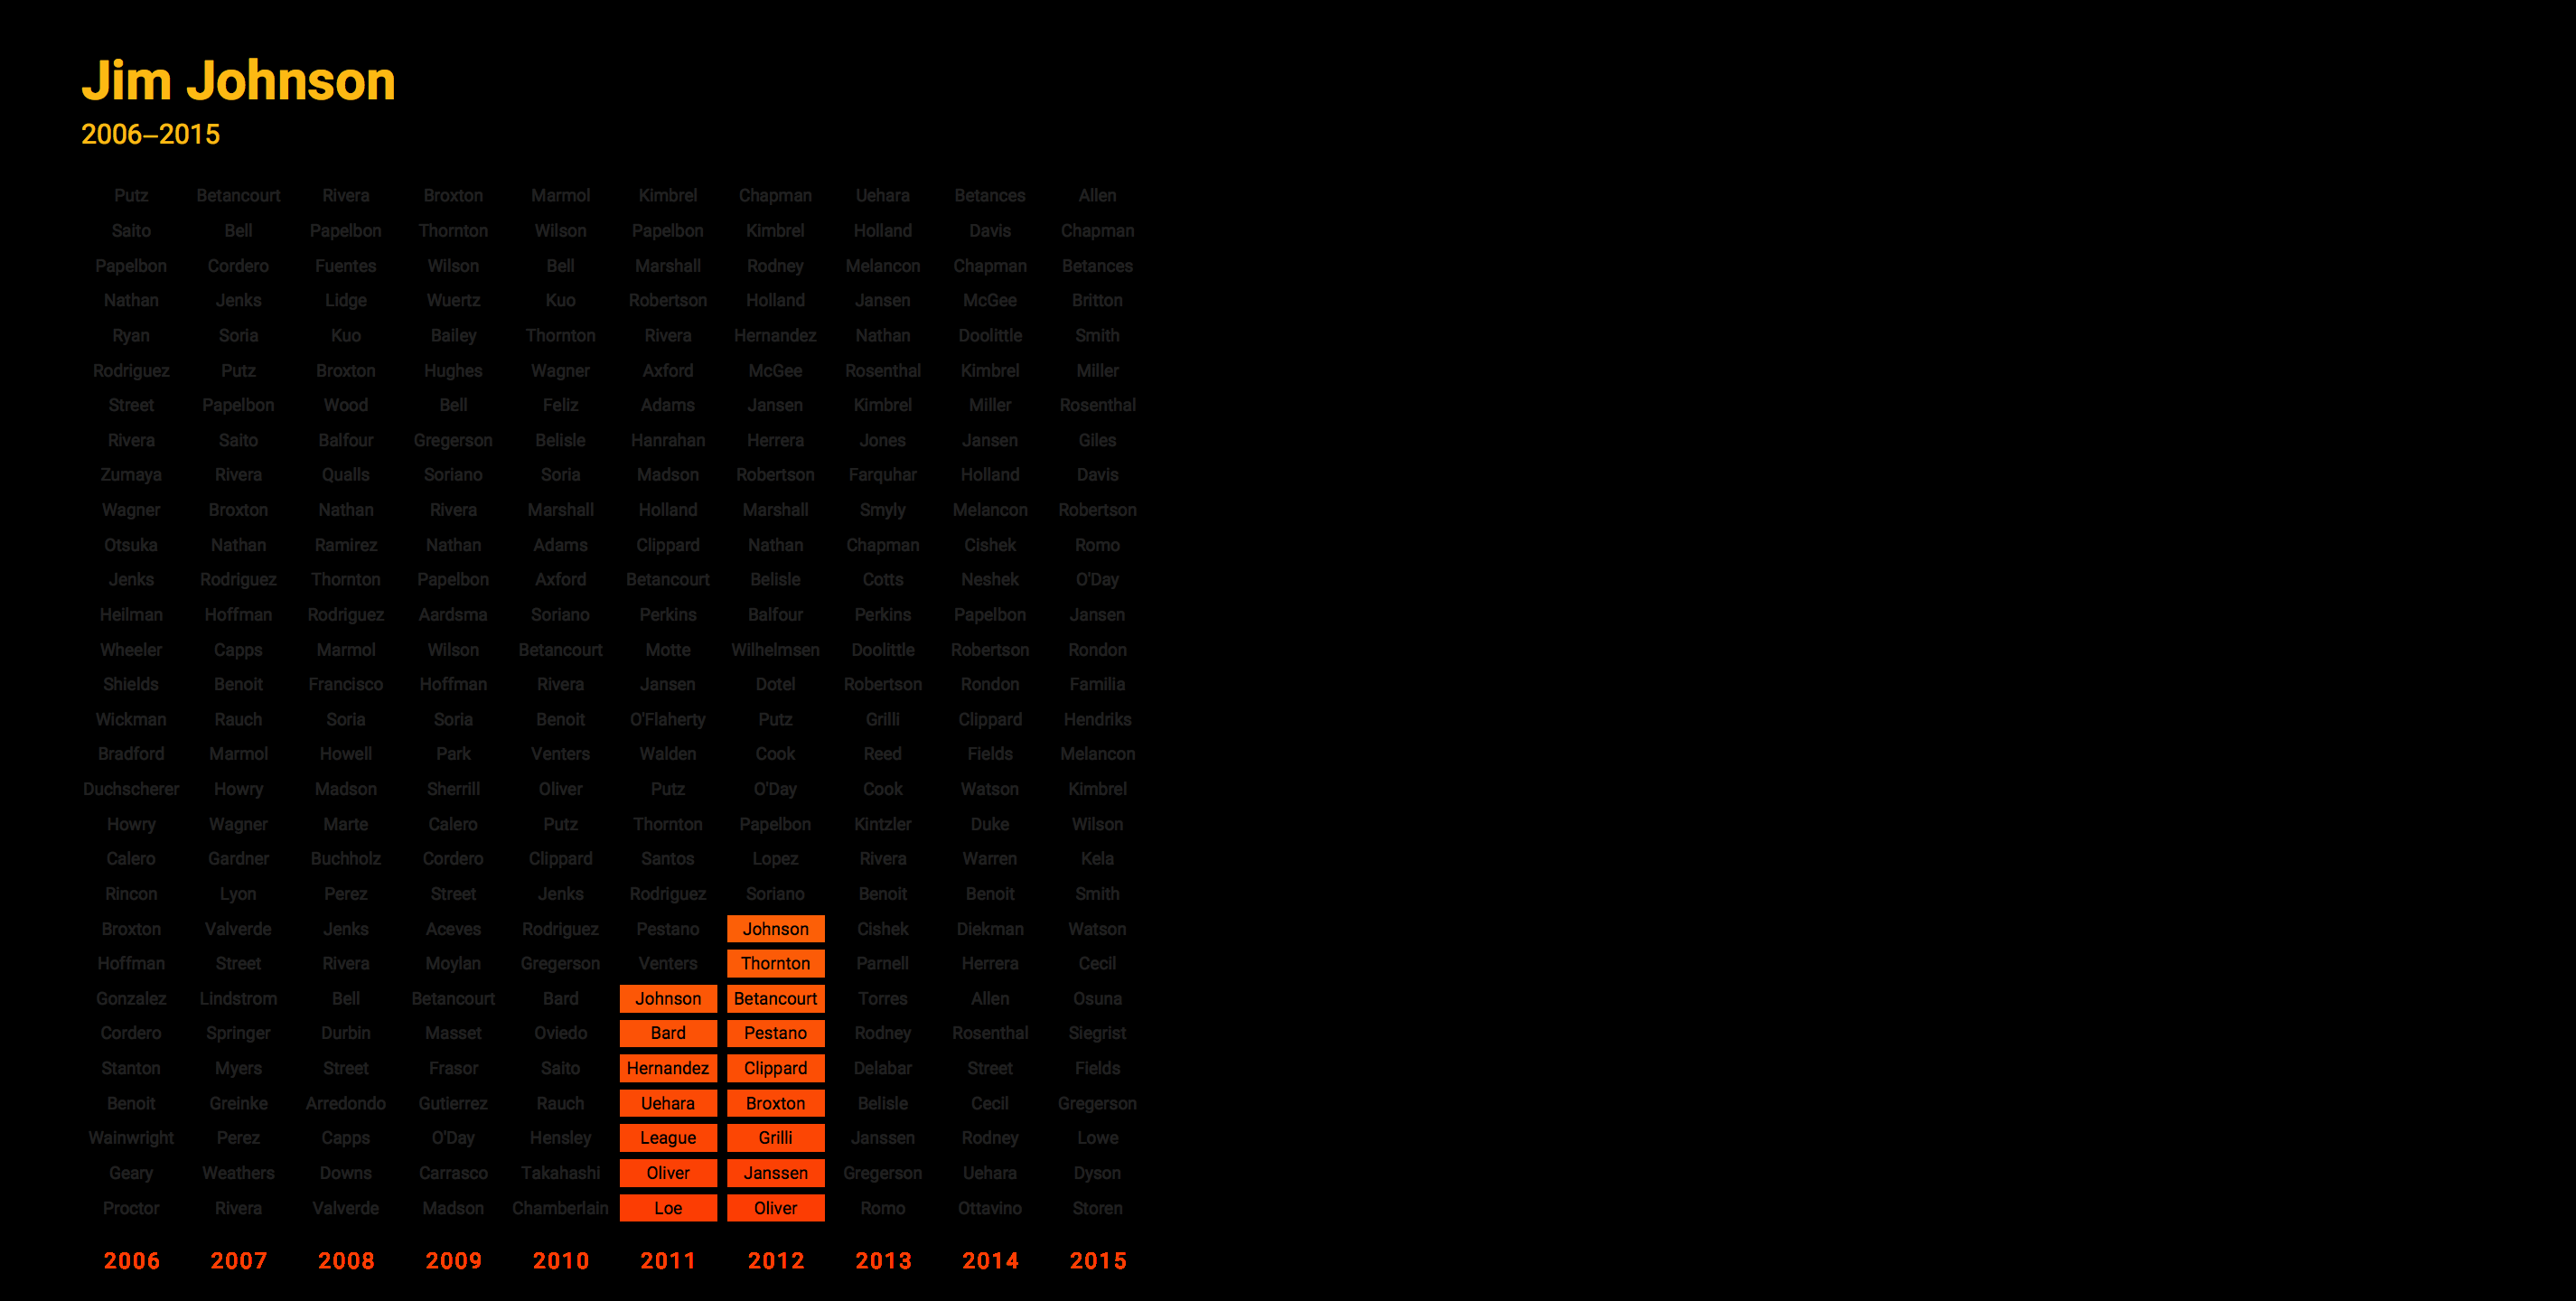 Jim Johnson
2006–2015
Putz Betancourt Rivera Broxton Marmol Kimbrel Chapman Uehara Betances Allen
Saito Bell Papelbon Thornton Wilson Papelbon Kimbrel Holland Davis Chapman
Papelbon Cordero Fuentes Wilson Bell Marshall Rodney Melancon Chapman Betances
Nathan Jenks Lidge Wuertz Kuo Robertson Holland Jansen McGee Britton
Ryan Soria Kuo Bailey Thornton Rivera Hernandez Nathan Doolittle Smith
Rodriguez Putz Broxton Hughes Wagner Axford McGee Rosenthal Kimbrel Miller
Street Papelbon Wood Bell Feliz Adams Jansen Kimbrel Miller Rosenthal
Rivera Saito Balfour Gregerson Belisle Hanrahan Herrera Jones Jansen Giles
Zumaya Rivera Qualls Soriano Soria Madson Robertson Farquhar Holland Davis
Wagner Broxton Nathan Rivera Marshall Holland Marshall Smyly Melancon Robertson
Otsuka Nathan Ramirez Nathan Adams Clippard Nathan Chapman Cishek Romo
Jenks Rodriguez Thornton Papelbon Axford Betancourt Belisle Cotts Neshek O'Day
Heilman Hoffman Rodriguez Aardsma Soriano Perkins Balfour Perkins Papelbon Jansen
Wheeler Capps Marmol Wilson Betancourt Motte Wilhelmsen Doolittle Robertson Rondon
Shields Benoit Francisco Hoffman Rivera Jansen Dotel Robertson Rondon Familia
Wickman Rauch Soria Soria Benoit O'Flaherty Putz Grilli Clippard Hendriks
Bradford Marmol Howell Park Venters Walden Cook Reed Fields Melancon
Duchscherer Howry Madson Sherrill Oliver Putz O'Day Cook Watson Kimbrel
Howry Wagner Marte Calero Putz Thornton Papelbon Kintzler Duke Wilson
Calero Gardner Buchholz Cordero Clippard Santos Lopez Rivera Warren Kela
Rincon Lyon Perez Street Jenks Rodriguez Soriano Benoit Benoit Smith
Broxton Valverde Jenks Aceves Rodriguez Pestano Johnson Cishek Diekman Watson
Hoffman Street Rivera Moylan Gregerson Venters Thornton Parnell Herrera Cecil
Gonzalez Lindstrom Bell Betancourt Bard Johnson Betancourt Torres Allen Osuna
Cordero Springer Durbin Masset Oviedo Bard Pestano Rodney Rosenthal Siegrist
Stanton Myers Street Frasor Saito Hernandez Clippard Delabar Street Fields
Benoit Greinke Arredondo Gutierrez Rauch Uehara Broxton Belisle Cecil Gregerson
Wainwright Perez Capps O'Day Hensley League Grilli Janssen Rodney Lowe
Geary Weathers Downs Carrasco Takahashi Oliver Janssen Gregerson Uehara Dyson
Proctor Rivera Valverde Madson Chamberlain Loe Oliver Romo Ottavino Storen
2006 2007 2008 2009 2010 2011 2012 2013 2014 2015